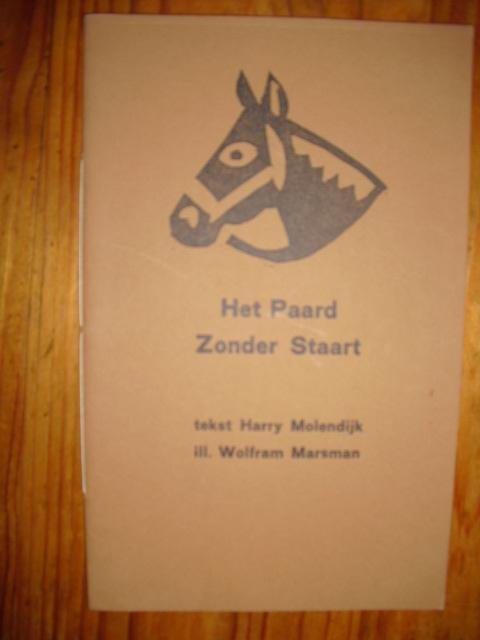 Het Paard
Zonder Staart
tekst Harry Molendijk
ill. Wolfram Marsman